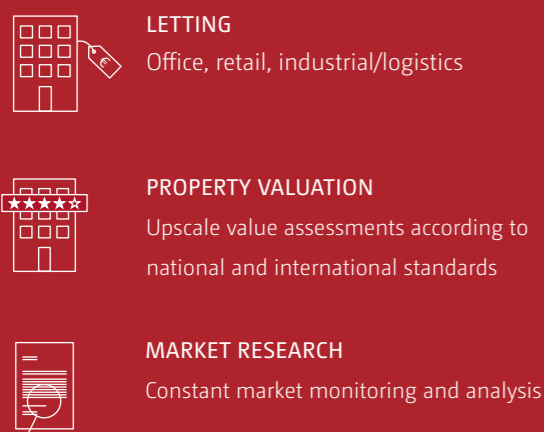 LETTING
Office, retail, industrial/logistics
€
PROPERTY VALUATION
Upscale value assessments according to
national and international standards
MARKET RESEARCH
Constant market monitoring and analysis